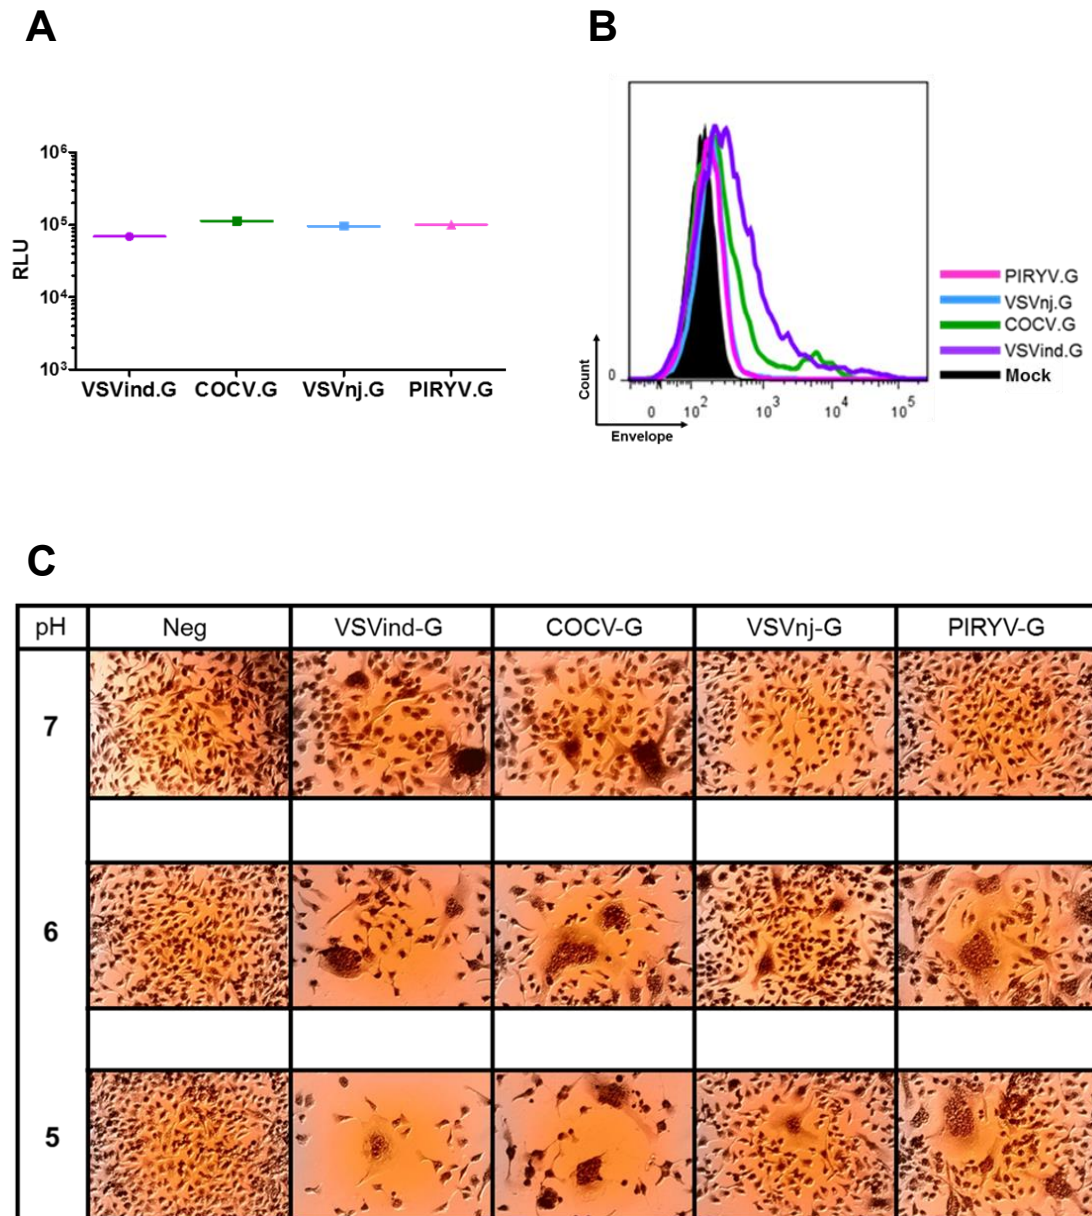 A
B
10⁶
10⁵
10⁴
10³
RLU
VSVind.G COCV.G VSVnj.G PIRYV.G
Count
0
0 10² 10³ 10⁴ 10⁵
Envelope
PIRYV.G
VSVnj.G
COCV.G
VSVind.G
Mock
C
pH Neg VSVind-G COCV-G VSVnj-G PIRYV-G
7
6
5